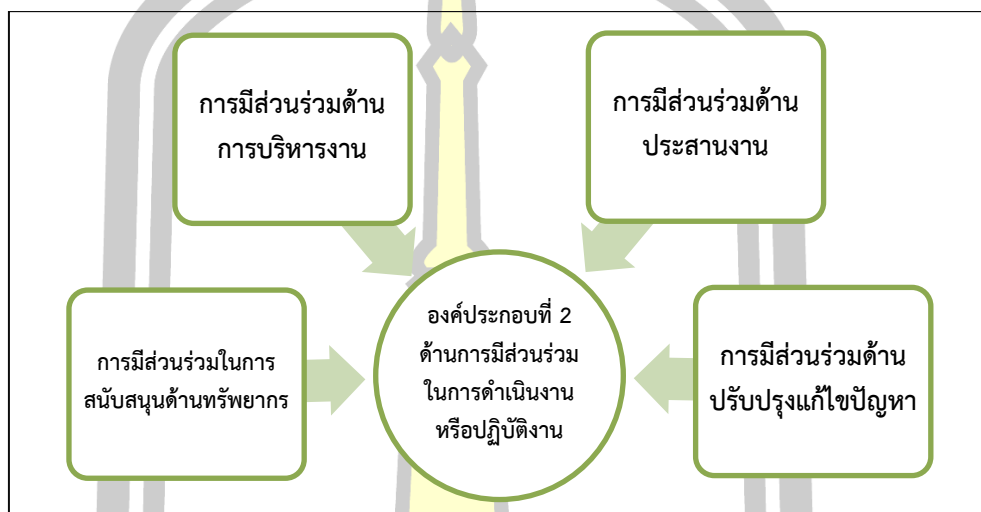 การมีส่วนร่วมด้าน
การบริหารงาน
การมีส่วนร่วมด้าน
ประสานงาน
องค์ประกอบที่ 2
ด้านการมีส่วนร่วม
ในการดำเนินงาน
หรือปฏิบัติงาน
การมีส่วนร่วมในการ
สนับสนุนด้านทรัพยากร
การมีส่วนร่วมด้าน
ปรับปรุงแก้ไขปัญหา